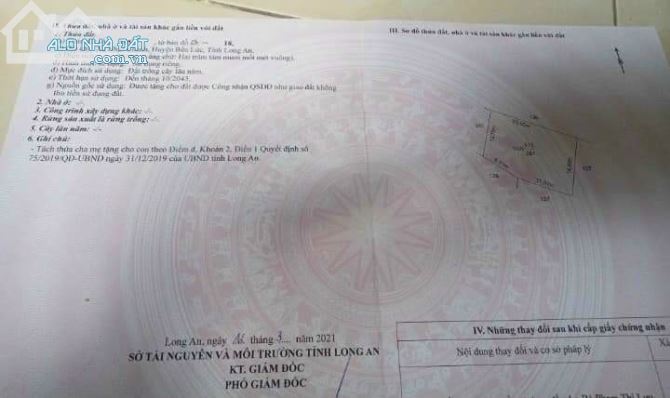 ALO NHÀ ĐẤT
.COM.VN
II. Thửa đất, nhà ở và tài sản khác gắn liền với đất
1. Thửa đất:
tờ bản đồ số: 16,
Huyện Bến Lức, Tỉnh Long An.
chữ: Hai trăm tám mươi mốt mét vuông).
dụng riêng.
d) Mục đích sử dụng: Đất trồng cây lâu năm.
e) Thời hạn sử dụng: Đến tháng 10/2043.
g) Nguồn gốc sử dụng: Được tặng cho đất được Công nhận QSDĐ như giao đất không
thu tiền sử dụng đất.
2. Nhà ở: -/-
3. Công trình xây dựng khác: -/-
4. Rừng sản xuất là rừng trồng: -/-
5. Cây lâu năm: -/-
6. Ghi chú:
- Tách thửa cha mẹ tặng cho con theo Điểm d, Khoản 2, Điều 1 Quyết định số
75/2019/QĐ-UBND ngày 31/12/2019 của UBND tỉnh Long An.
Long An, ngày 16 tháng 3 năm 2021
SỞ TÀI NGUYÊN VÀ MÔI TRƯỜNG TỈNH LONG AN
KT. GIÁM ĐỐC
PHÓ GIÁM ĐỐC
III. Sơ đồ thửa đất, nhà ở và tài sản khác gắn liền với đất
IV. Những thay đổi sau khi cấp giấy chứng nhận
Nội dung thay đổi và cơ sở pháp lý
Phạm Thị